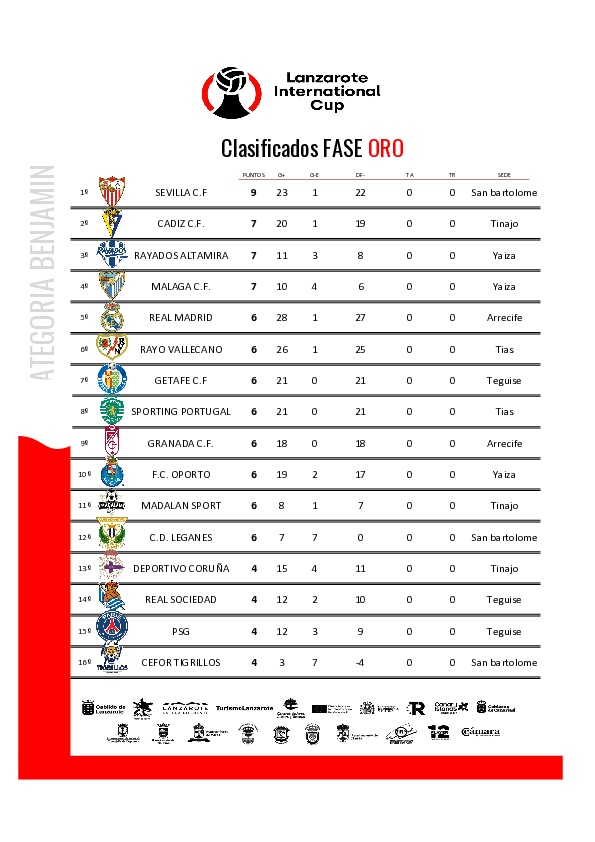 Lanzarote
International
Cup
Clasificados FASE ORO
ATEGORIA BENJAMIN
PUNTOS G+ G-E DF- TA TR SEDE
1º SEVILLA C.F 9 23 1 22 0 0 San bartolome
2º CADIZ C.F. 7 20 1 19 0 0 Tinajo
3º RAYADOS ALTAMIRA 7 11 3 8 0 0 Yaiza
4º MALAGA C.F. 7 10 4 6 0 0 Yaiza
5º REAL MADRID 6 28 1 27 0 0 Arrecife
6º RAYO VALLECANO 6 26 1 25 0 0 Tias
7º GETAFE C.F 6 21 0 21 0 0 Teguise
8º SPORTING PORTUGAL 6 21 0 21 0 0 Tias
9º GRANADA C.F. 6 18 0 18 0 0 Arrecife
10º F.C. OPORTO 6 19 2 17 0 0 Yaiza
11º MADALAN SPORT 6 8 1 7 0 0 Tinajo
12º C.D. LEGANES 6 7 7 0 0 0 San bartolome
13º DEPORTIVO CORUÑA 4 15 4 11 0 0 Tinajo
14º REAL SOCIEDAD 4 12 2 10 0 0 Teguise
15º PSG 4 12 3 9 0 0 Teguise
16º CEFOR TIGRILLOS 4 3 7 -4 0 0 San bartolome
Cabildo de
Lanzarote
LANZAROTE
TurismoLanzarote
Canary
Islands
Gobierno
de Canarias
Cámara